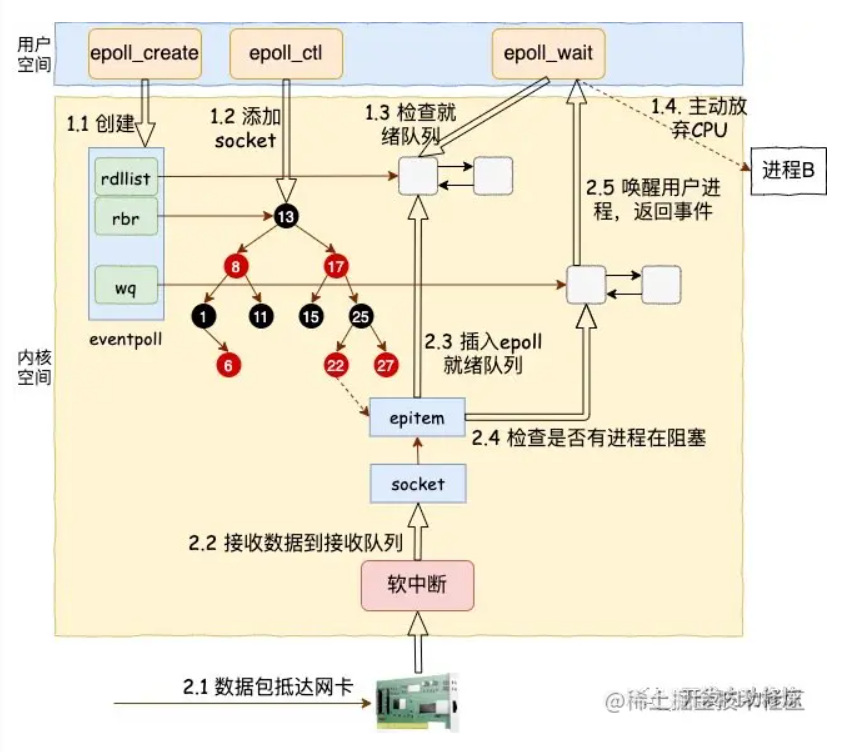 用户
空间
epoll_create
epoll_ctl
epoll_wait
1.1 创建
1.2 添加
socket
1.3 检查就
绪队列
1.4. 主动放
弃CPU
进程B
rdllist
rbr
wq
eventpoll
13
8
17
1
11
15
25
6
22
27
2.5 唤醒用户进
程，返回事件
2.3 插入epoll
就绪队列
内核
空间
epitem
2.4 检查是否有进程在阻塞
socket
2.2 接收数据到接收队列
软中断
2.1 数据包抵达网卡
@稀土掘金技术社区